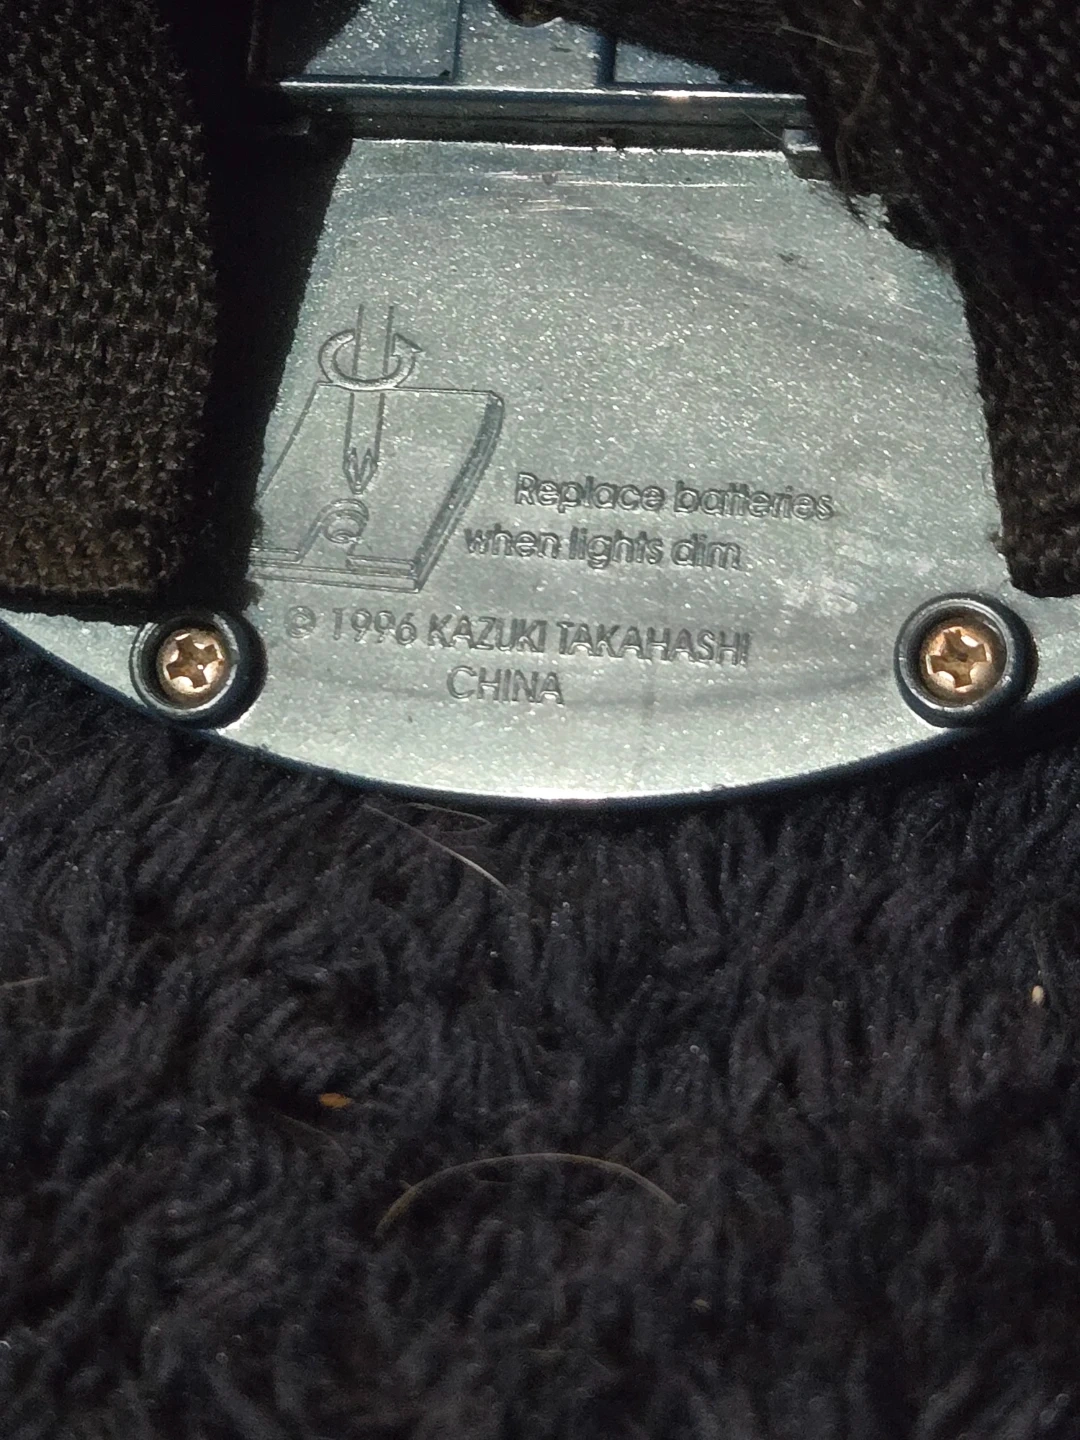 Replace batteries
when lights dim
© 1996 KAZUKI TAKAHASHI
CHINA